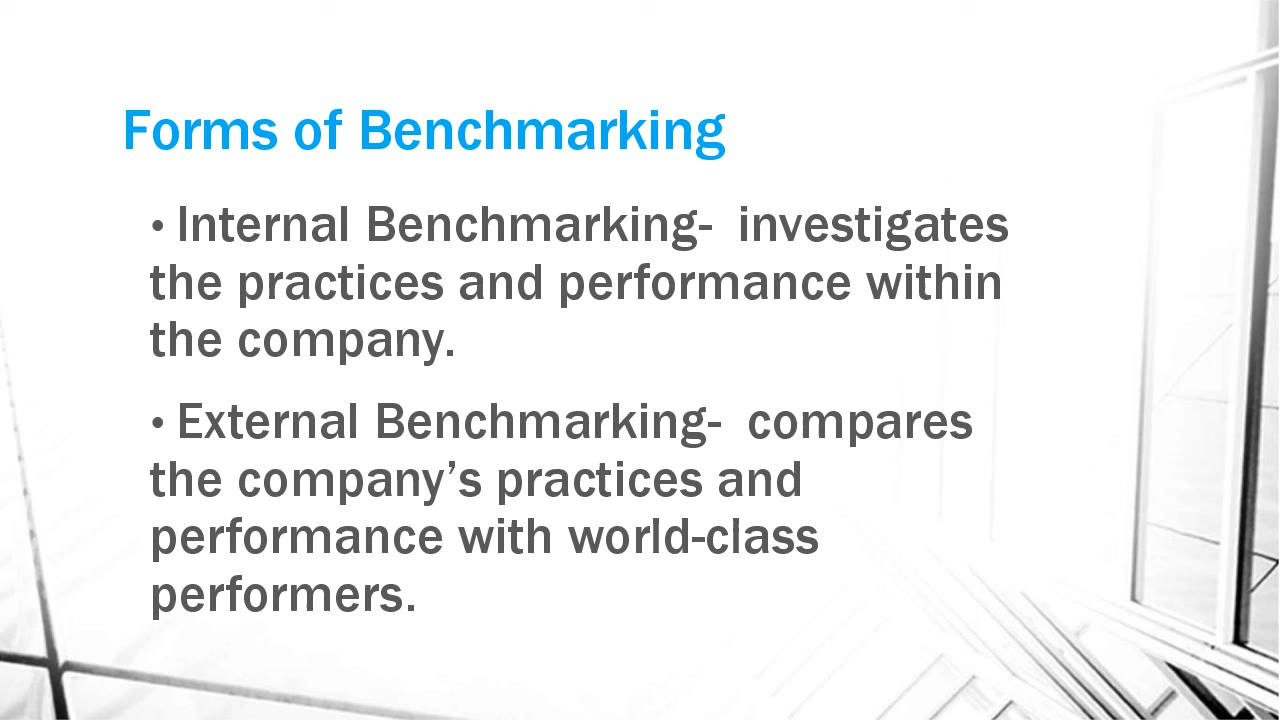 Forms of Benchmarking
• Internal Benchmarking-  investigates
the practices and performance within
the company.
• External Benchmarking-  compares
the company’s practices and
performance with world-class
performers.